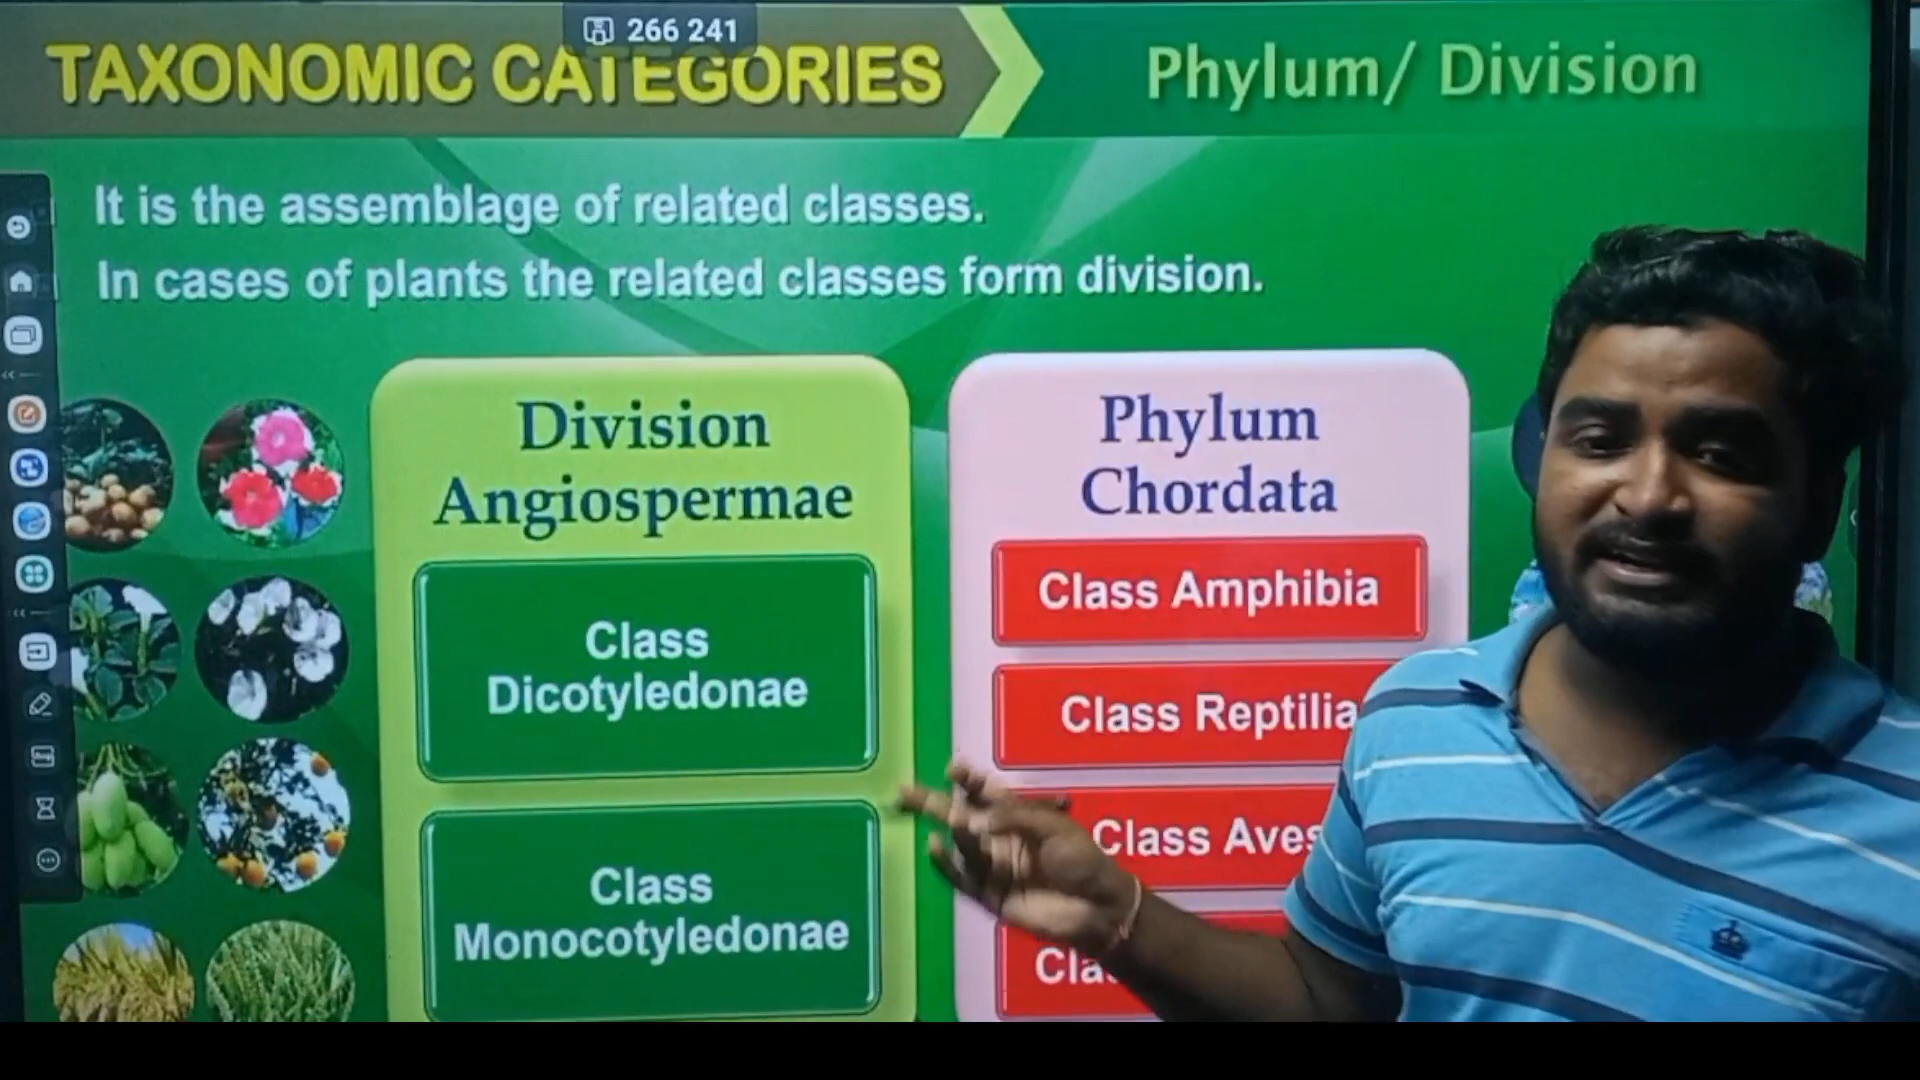 266 241
TAXONOMIC CATEGORIES
Phylum/ Division
It is the assemblage of related classes.
In cases of plants the related classes form division.
Division
Angiospermae
Class
Dicotyledonae
Class
Monocotyledonae
Phylum
Chordata
Class Amphibia
Class Reptilia
Class Aves